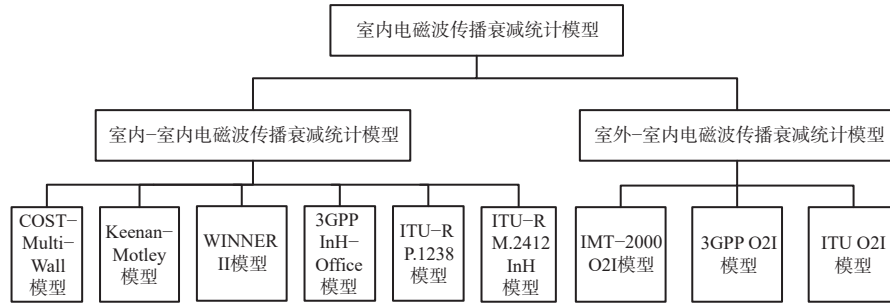 室内电磁波传播衰减统计模型
室内−室内电磁波传播衰减统计模型
室外−室内电磁波传播衰减统计模型
COST−
Multi−
Wall
模型
Keenan−
Motley
模型
WINNER
II模型
3GPP
InH−
Office
模型
ITU−R
P.1238
模型
ITU−R
M.2412
InH
模型
IMT−2000
O2I模型
3GPP O2I
模型
ITU O2I
模型